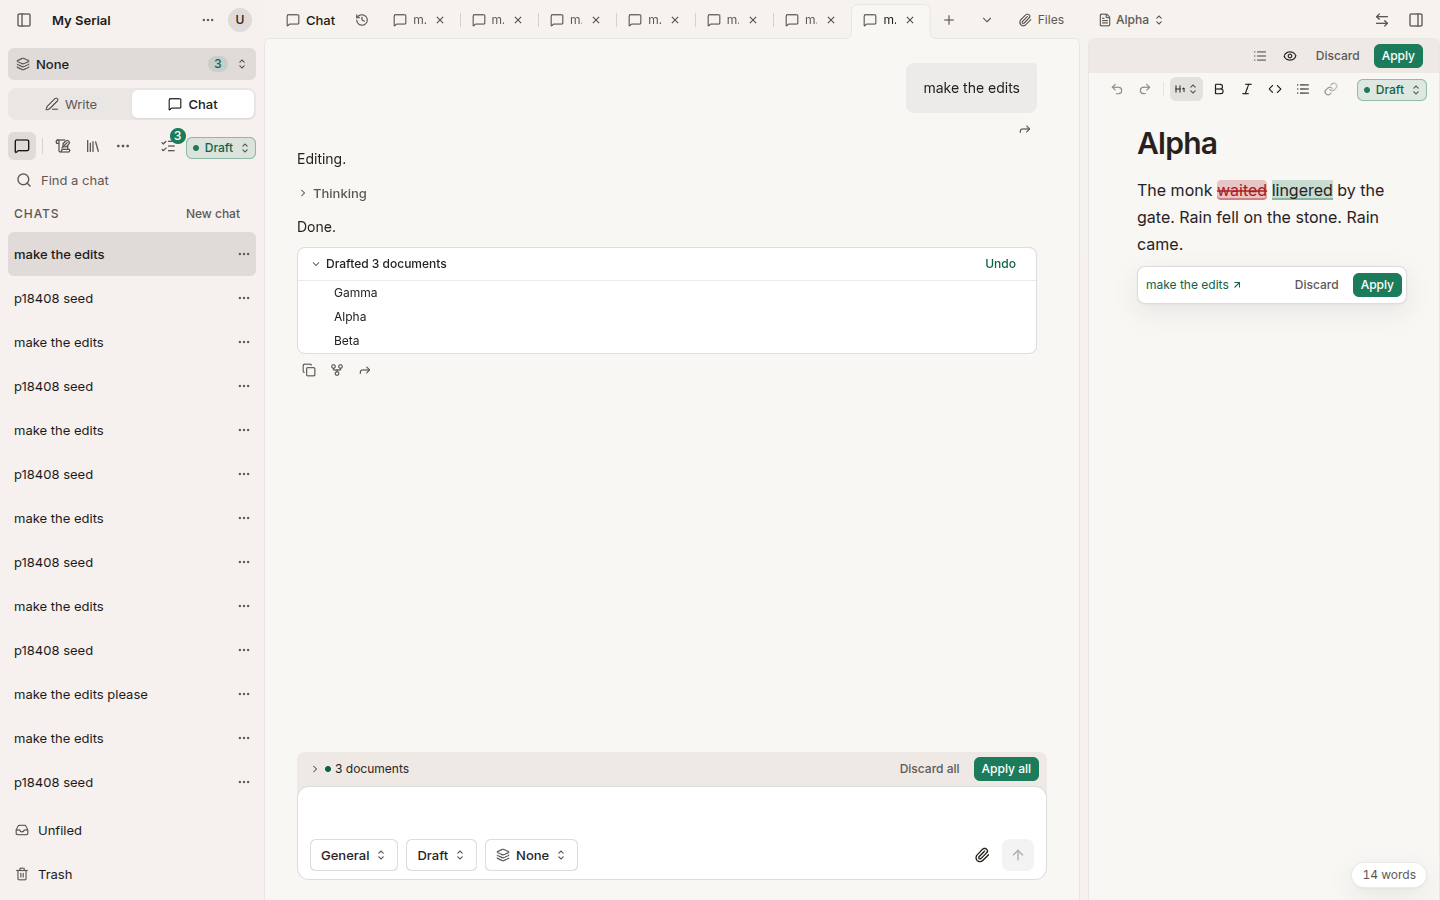 My Serial
U
None
3
Write
Chat
3
Draft
Find a chat
CHATS
New chat
make the edits
p18408 seed
make the edits
p18408 seed
make the edits
p18408 seed
make the edits
p18408 seed
make the edits
p18408 seed
make the edits please
make the edits
p18408 seed
Unfiled
Trash
Chat
m.
m.
m.
m.
m.
m.
m.
Files
make the edits
Editing.
Thinking
Done.
Drafted 3 documents
Undo
Gamma
Alpha
Beta
3 documents
Discard all
Apply all
General
Draft
None
Alpha
Discard
Apply
H1
B
I
Draft
Alpha
The monk waited lingered by the
gate. Rain fell on the stone. Rain
came.
make the edits
Discard
Apply
14 words